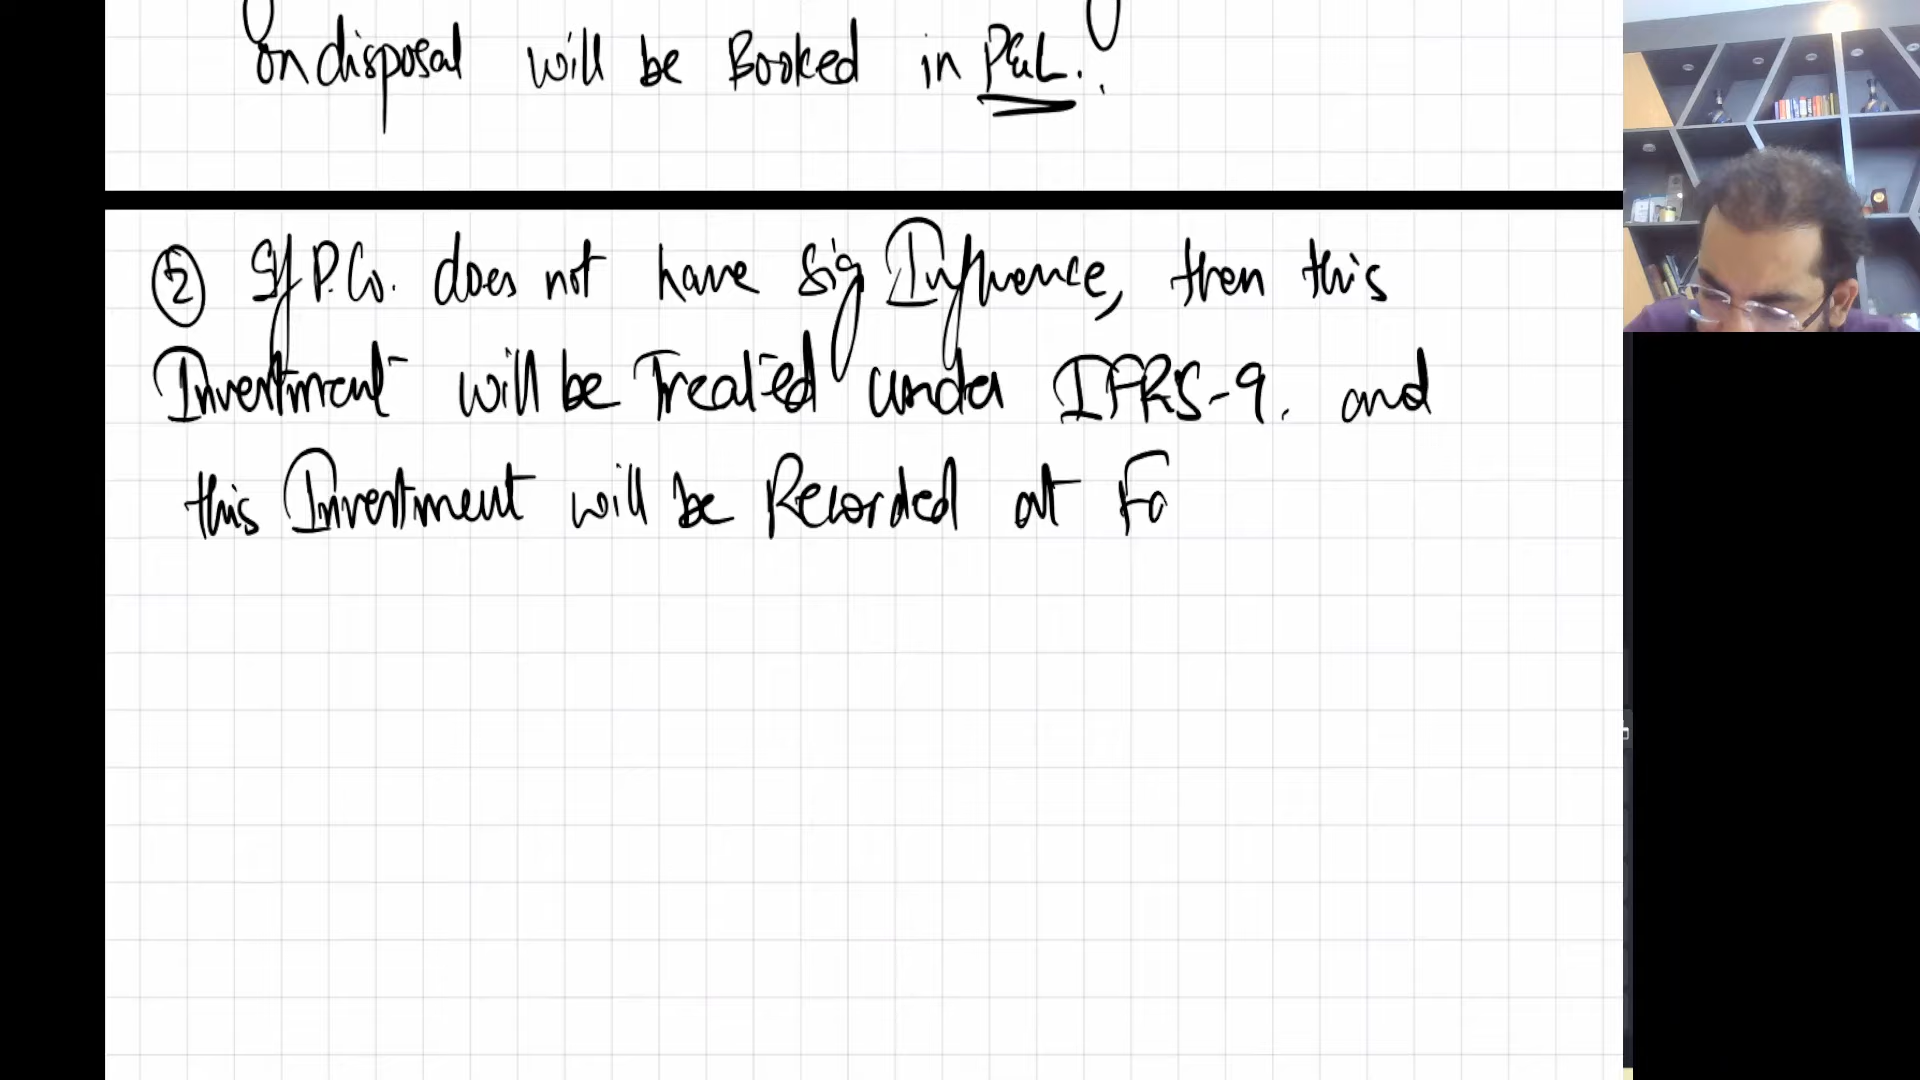 on disposal will be Booked in P&L.
② If P.Co. does not have sig Influence, then this
Investment will be Treated under IFRS-9. and
this Investment will be Recorded at Fa